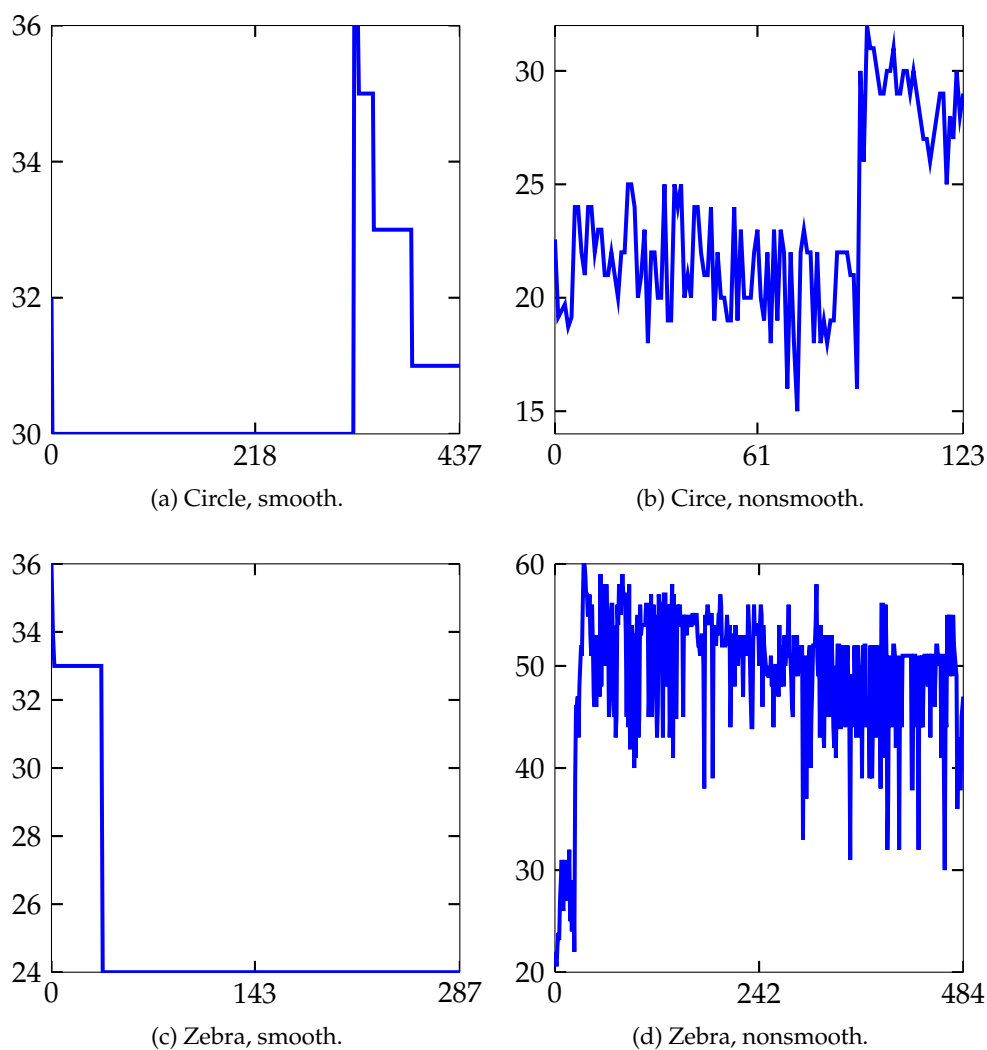 36
34
32
30
0 218 437
(a) Circle, smooth.
30
25
20
15
0 61 123
(b) Circe, nonsmooth.
36
34
32
30
28
26
24
0 143 287
(c) Zebra, smooth.
60
50
40
30
20
0 242 484
(d) Zebra, nonsmooth.